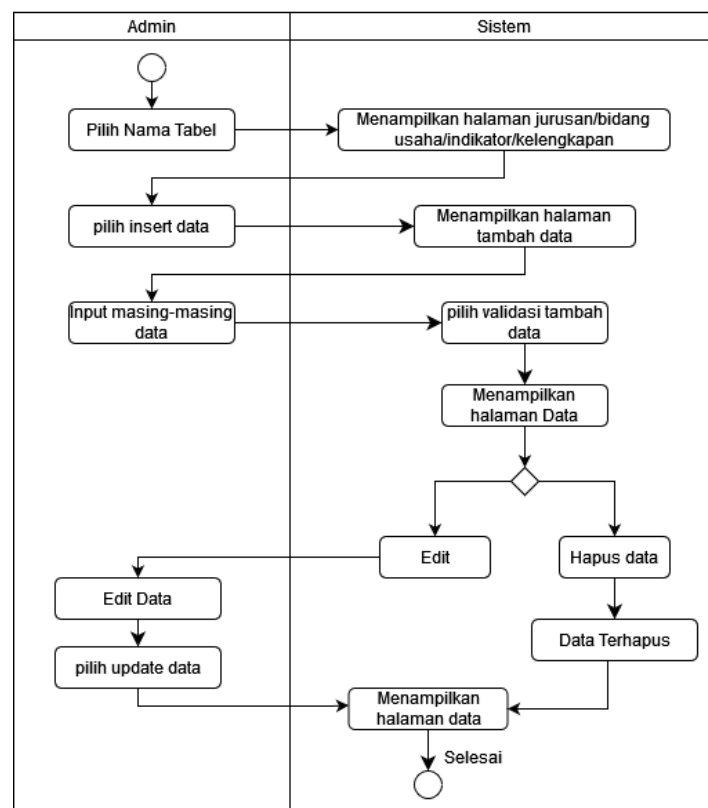 Admin
Sistem
Pilih Nama Tabel
Menampilkan halaman jurusan/bidang
usaha/indikator/kelengkapan
pilih insert data
Menampilkan halaman
tambah data
Input masing-masing
data
pilih validasi tambah
data
Menampilkan
halaman Data
Edit
Hapus data
Edit Data
Data Terhapus
pilih update data
Menampilkan
halaman data
Selesai